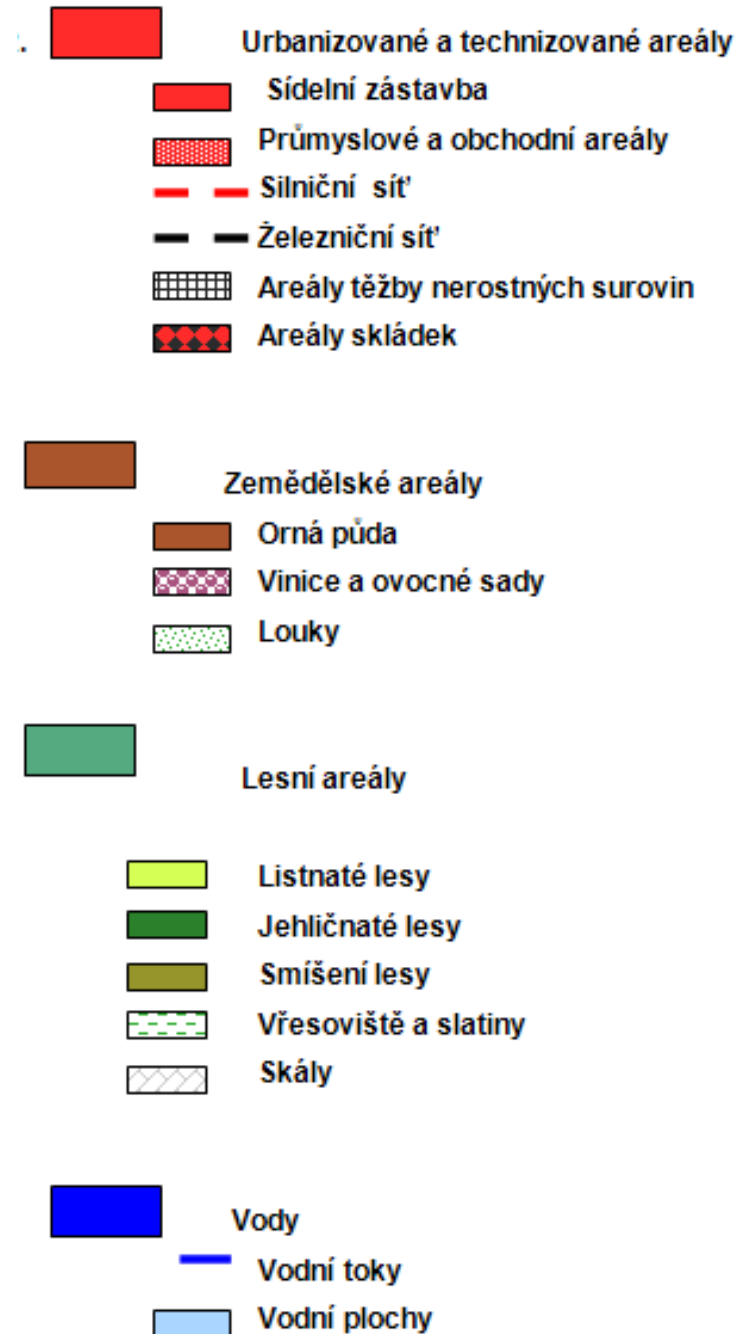 . Urbanizované a technizované areály
Sídelní zástavba
Průmyslové a obchodní areály
Silniční síť
Železniční síť
Areály těžby nerostných surovin
Areály skládek
Zemědělské areály
Orná půda
Vinice a ovocné sady
Louky
Lesní areály
Listnaté lesy
Jehličnaté lesy
Smíšení lesy
Vřesoviště a slatiny
Skály
Vody
Vodní toky
Vodní plochy